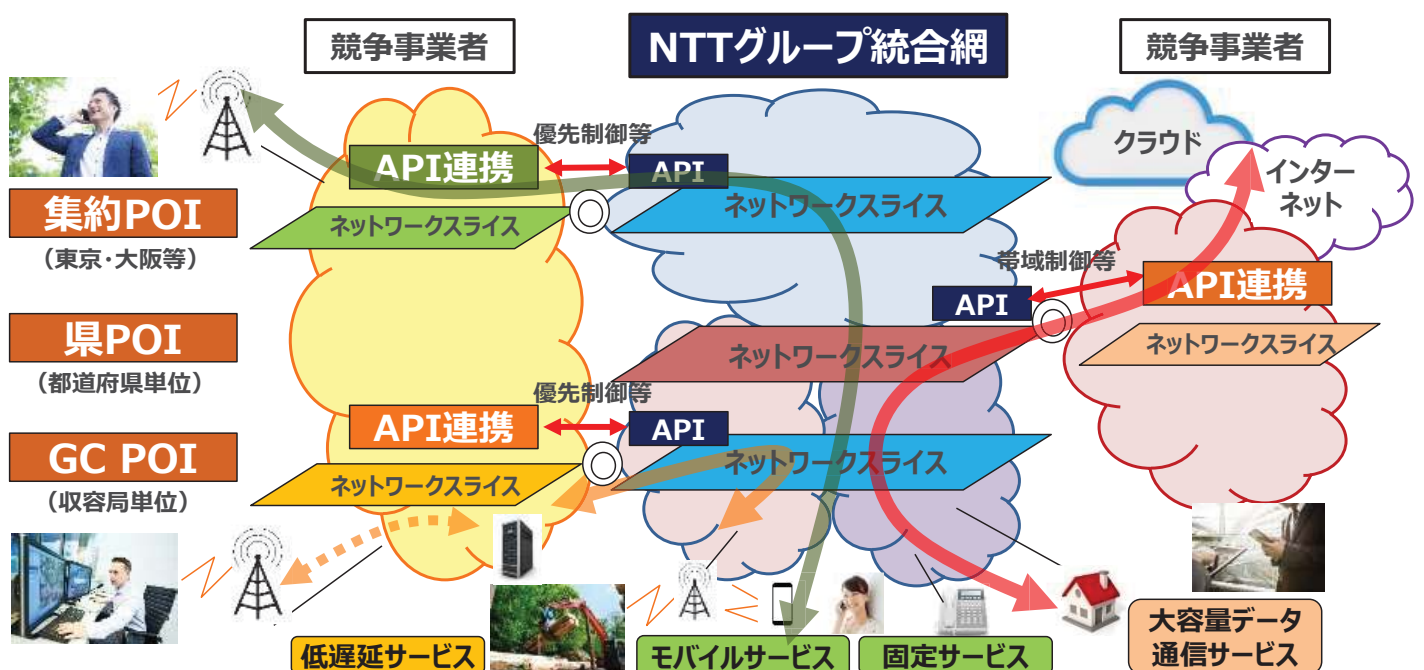 競争事業者
NTTグループ統合網
競争事業者
優先制御等
クラウド
API連携
API
インター
ネット
集約POI
ネットワークスライス
ネットワークスライス
（東京・大阪等）
帯域制御等
API
API連携
県POI
ネットワークスライス
ネットワークスライス
（都道府県単位）
優先制御等
API連携
API
GC POI
ネットワークスライス
ネットワークスライス
（収容局単位）
低遅延サービス
モバイルサービス
固定サービス
大容量データ
通信サービス